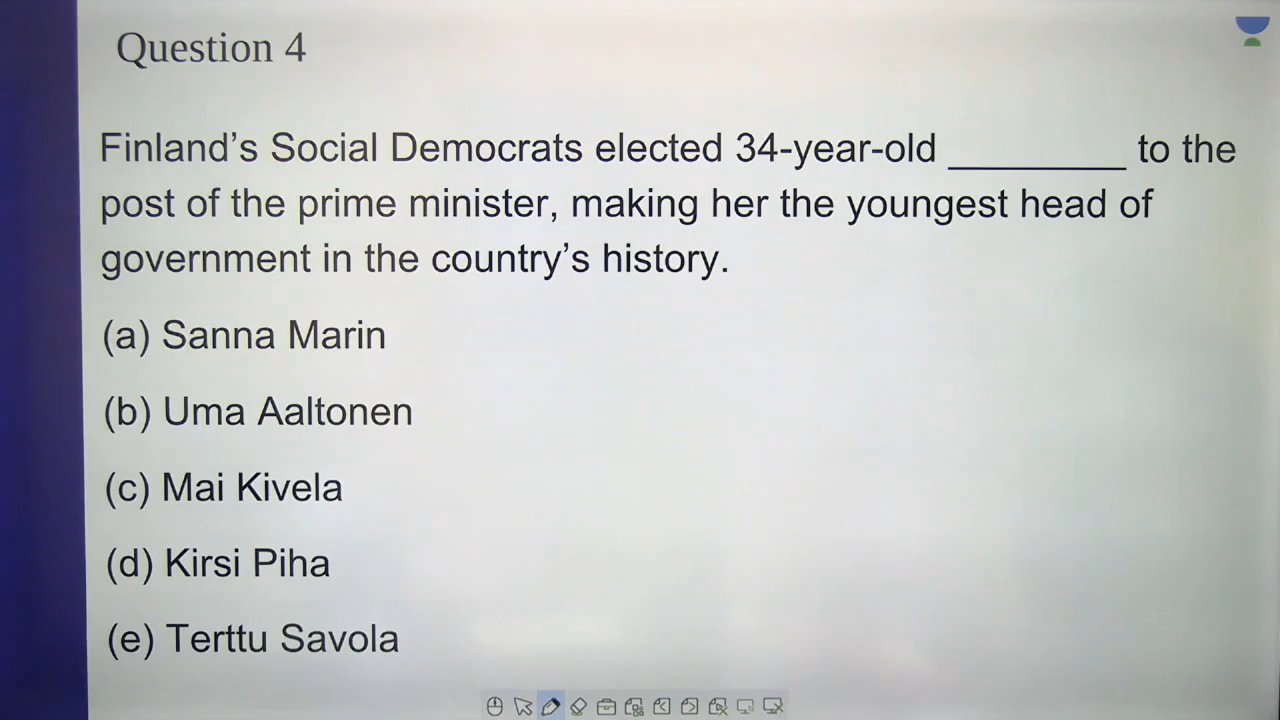 Question 4
Finland’s Social Democrats elected 34-year-old ________ to the
post of the prime minister, making her the youngest head of
government in the country’s history.
(a) Sanna Marin
(b) Uma Aaltonen
(c) Mai Kivela
(d) Kirsi Piha
(e) Terttu Savola